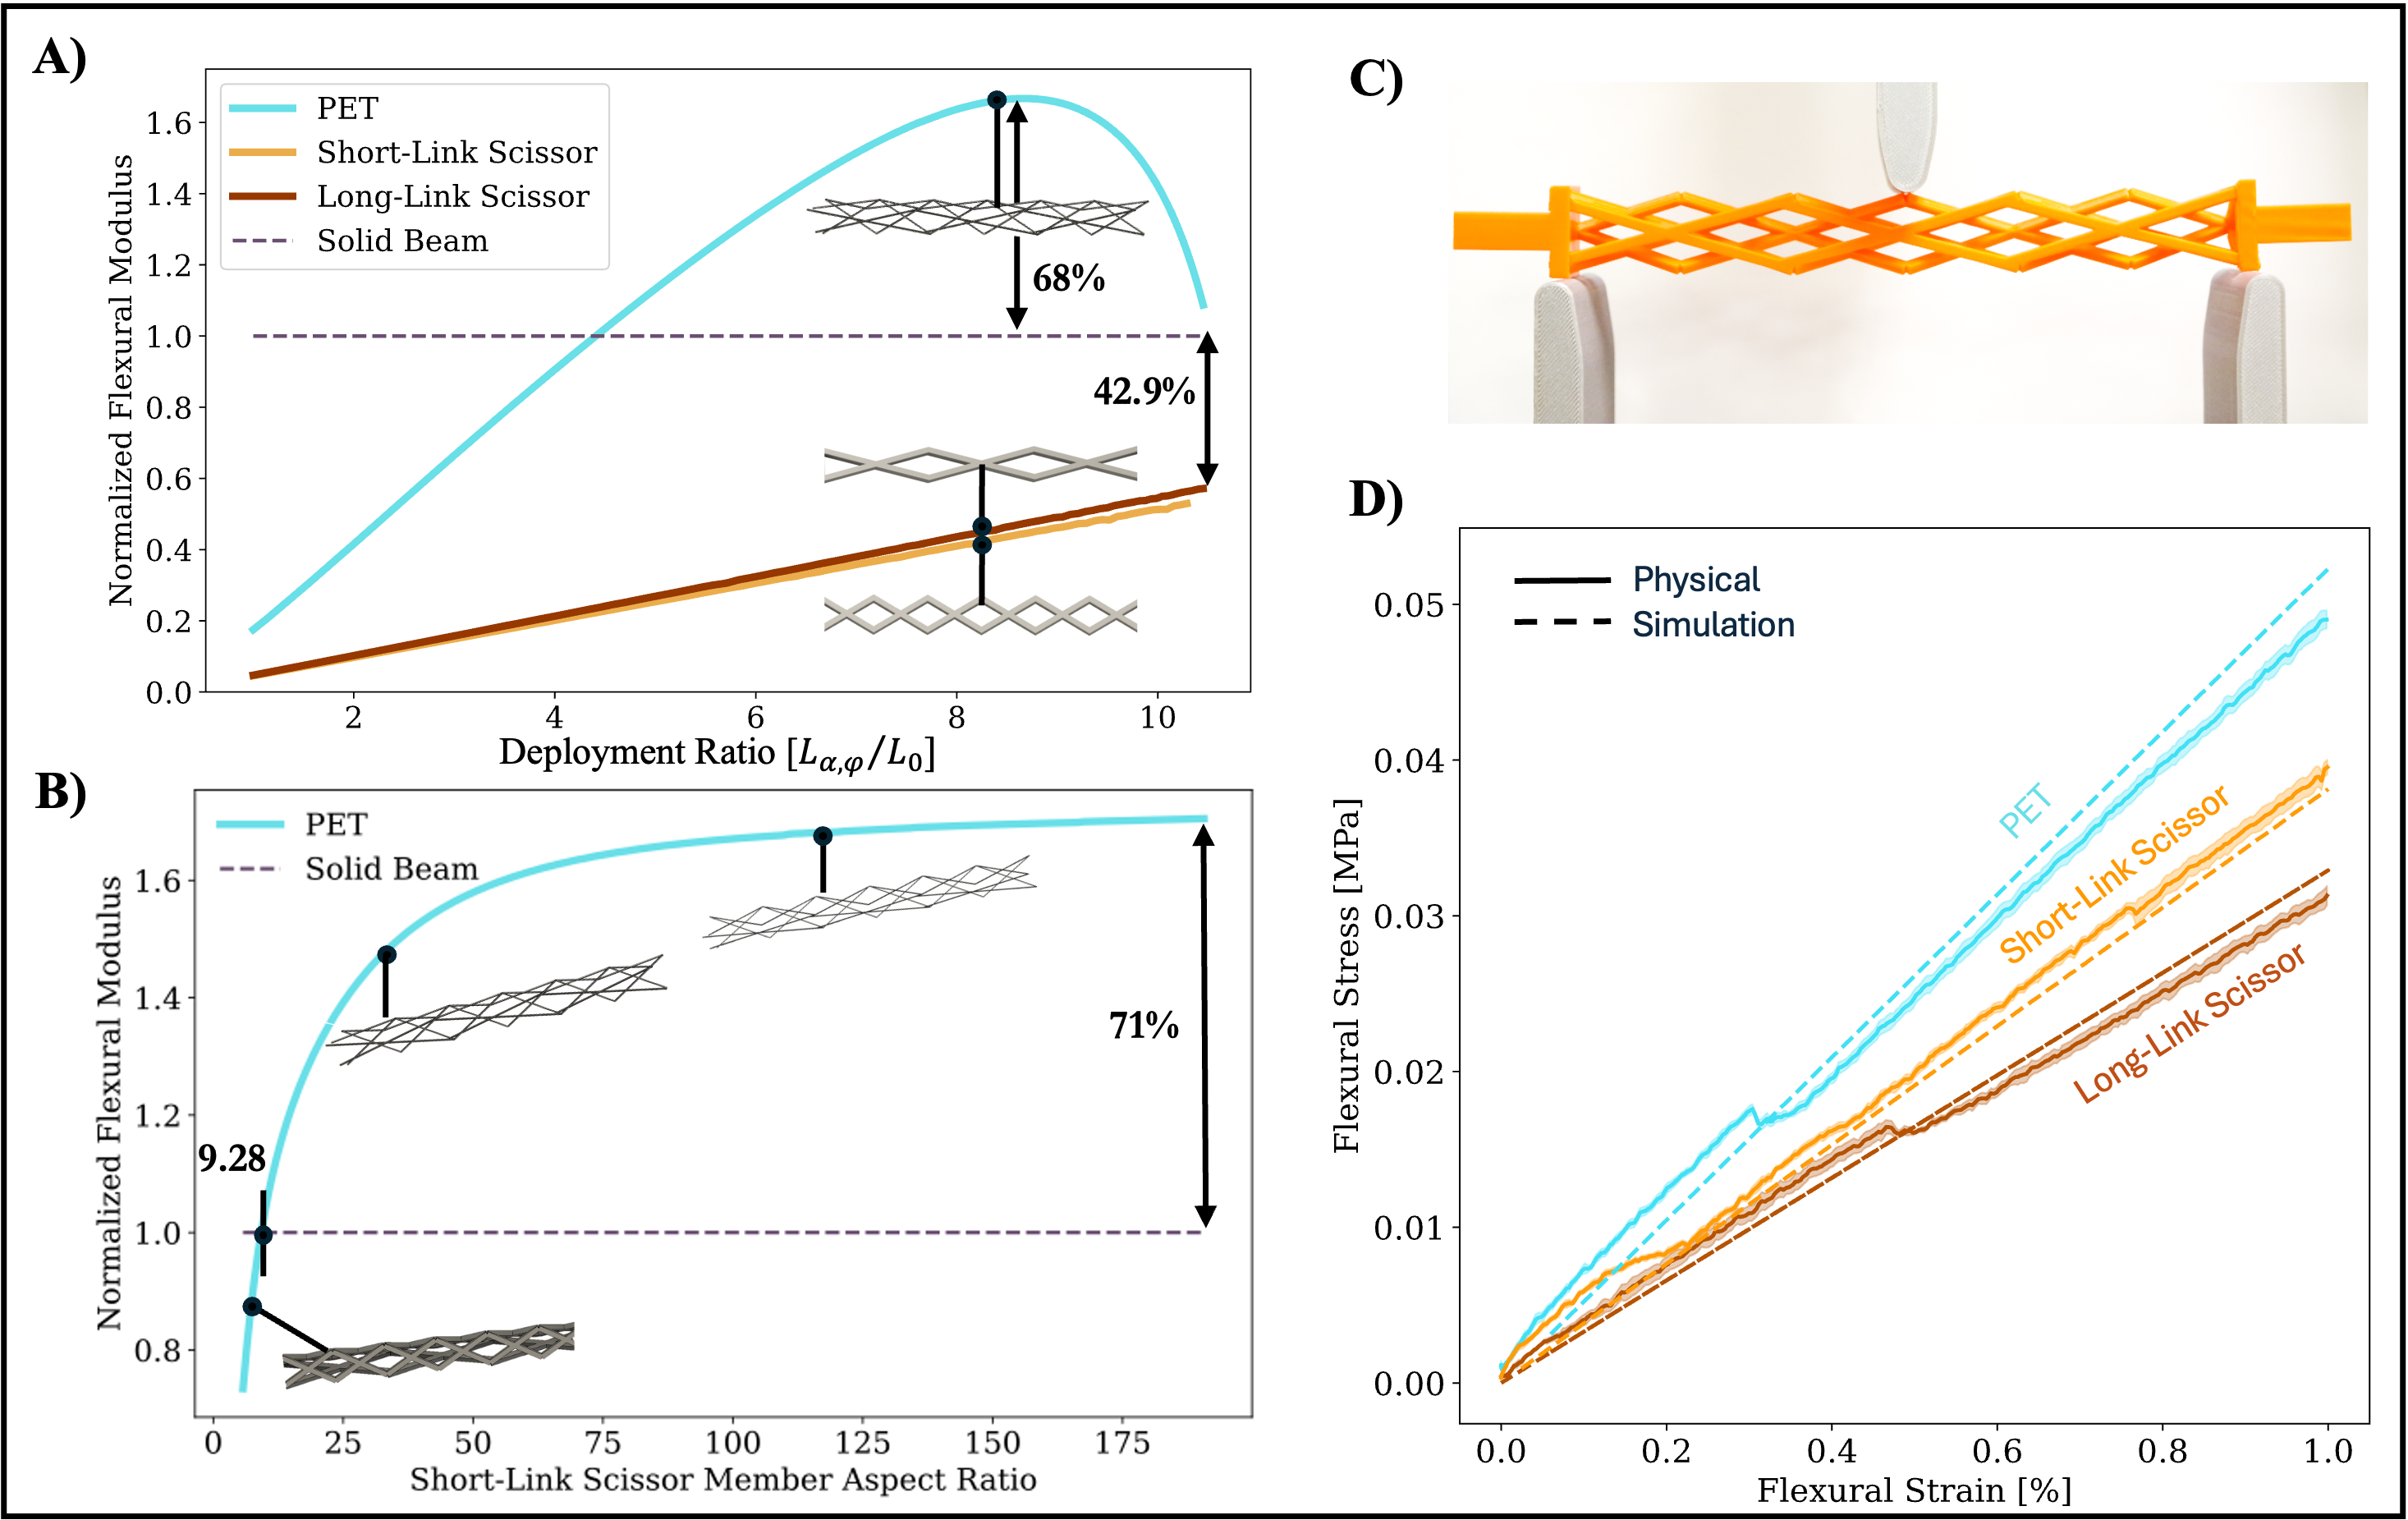 A)
PET
Short-Link Scissor
Long-Link Scissor
Solid Beam
Normalized Flexural Modulus
1.6
1.4
1.2
1.0
0.8
0.6
0.4
0.2
0.0
68%
42.9%
2 4 6 8 10
Deployment Ratio [Lα,φ/L0]
B)
PET
Solid Beam
Normalized Flexural Modulus
1.6
1.4
1.2
1.0
0.8
9.28
71%
0 25 50 75 100 125 150 175
Short-Link Scissor Member Aspect Ratio
C)
D)
Physical
Simulation
Flexural Stress [MPa]
0.05
0.04
0.03
0.02
0.01
0.00
PET
Short-Link Scissor
Long-Link Scissor
0.0 0.2 0.4 0.6 0.8 1.0
Flexural Strain [%]